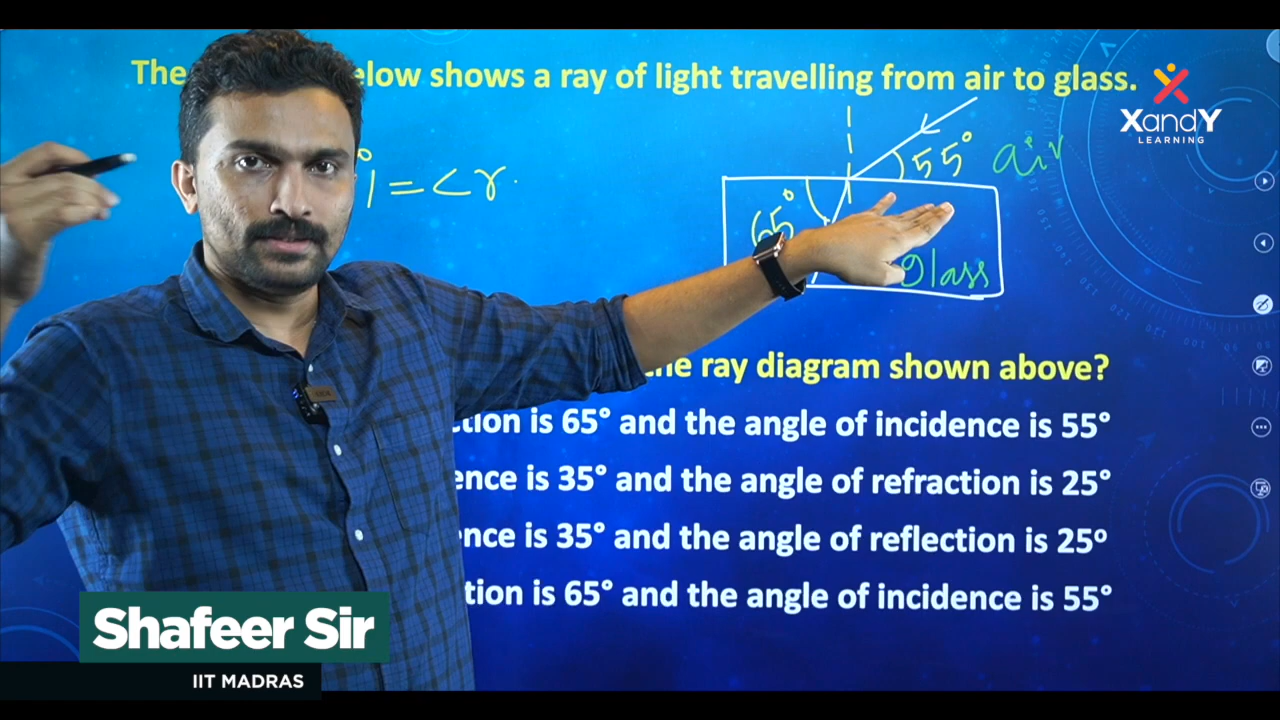 The elow shows a ray of light travelling from air to glass.
XandY
LEARNING
= < r
55° air
65°
glass
he ray diagram shown above?
ction is 65° and the angle of incidence is 55°
ence is 35° and the angle of refraction is 25°
nce is 35° and the angle of reflection is 25º
tion is 65° and the angle of incidence is 55°
Shafeer Sir
IIT MADRAS